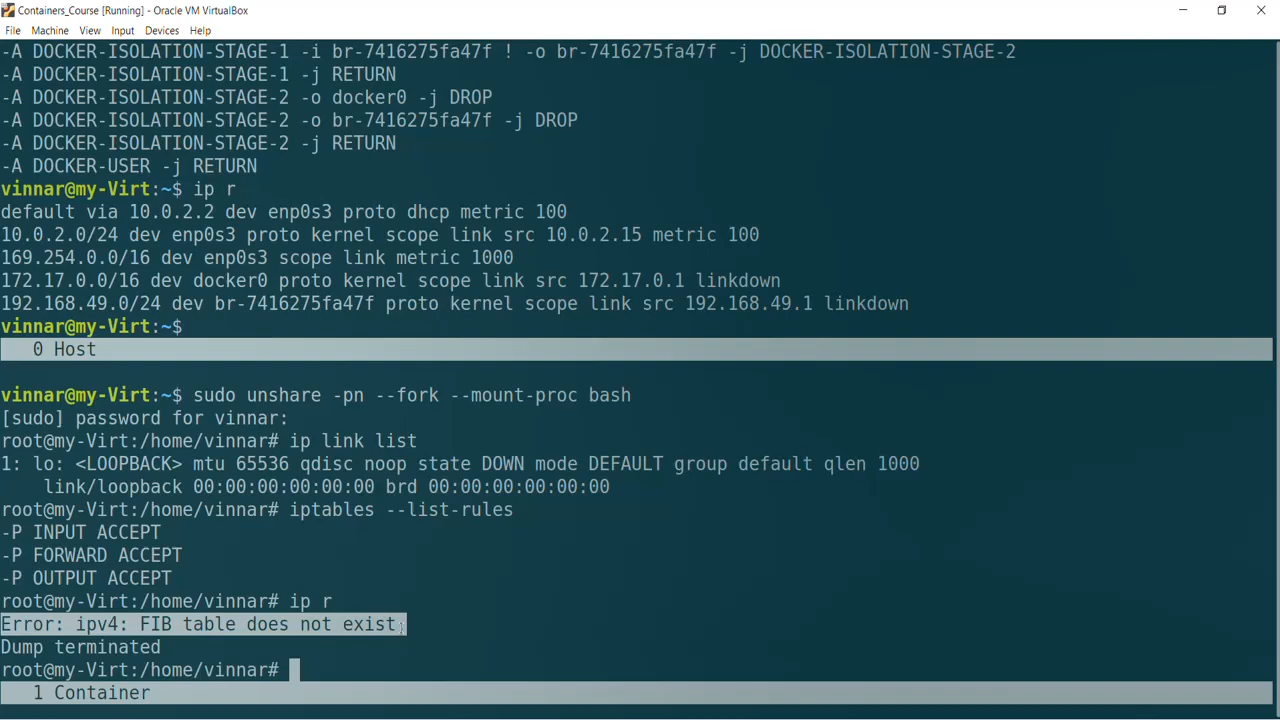 Containers_Course [Running] - Oracle VM VirtualBox
File Machine View Input Devices Help
-A DOCKER-ISOLATION-STAGE-1 -i br-7416275fa47f ! -o br-7416275fa47f -j DOCKER-ISOLATION-STAGE-2
-A DOCKER-ISOLATION-STAGE-1 -j RETURN
-A DOCKER-ISOLATION-STAGE-2 -o docker0 -j DROP
-A DOCKER-ISOLATION-STAGE-2 -o br-7416275fa47f -j DROP
-A DOCKER-ISOLATION-STAGE-2 -j RETURN
-A DOCKER-USER -j RETURN
vinnar@my-Virt:~$ ip r
default via 10.0.2.2 dev enp0s3 proto dhcp metric 100
10.0.2.0/24 dev enp0s3 proto kernel scope link src 10.0.2.15 metric 100
169.254.0.0/16 dev enp0s3 scope link metric 1000
172.17.0.0/16 dev docker0 proto kernel scope link src 172.17.0.1 linkdown
192.168.49.0/24 dev br-7416275fa47f proto kernel scope link src 192.168.49.1 linkdown
vinnar@my-Virt:~$
0 Host
vinnar@my-Virt:~$ sudo unshare -pn --fork --mount-proc bash
[sudo] password for vinnar:
root@my-Virt:/home/vinnar# ip link list
1: lo: <LOOPBACK> mtu 65536 qdisc noop state DOWN mode DEFAULT group default qlen 1000
link/loopback 00:00:00:00:00:00 brd 00:00:00:00:00:00
root@my-Virt:/home/vinnar# iptables --list-rules
-P INPUT ACCEPT
-P FORWARD ACCEPT
-P OUTPUT ACCEPT
root@my-Virt:/home/vinnar# ip r
Error: ipv4: FIB table does not exist.
Dump terminated
root@my-Virt:/home/vinnar#
1 Container